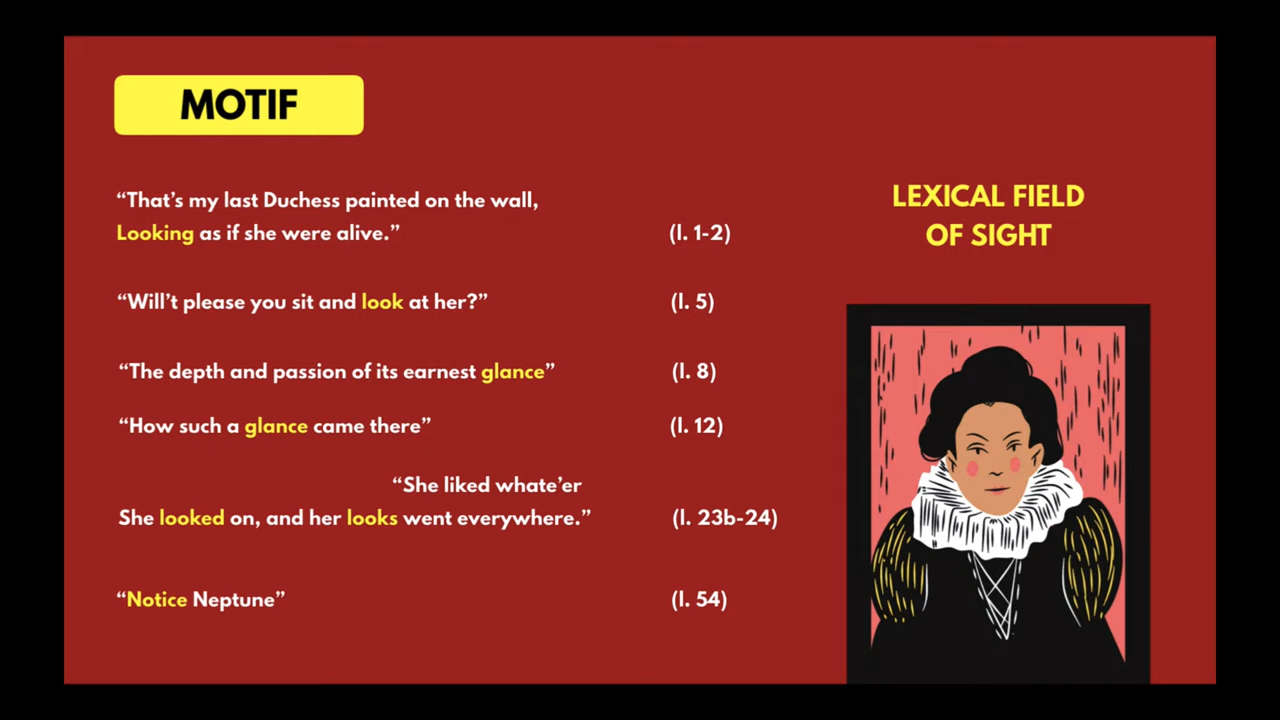 MOTIF
“That’s my last Duchess painted on the wall,
Looking as if she were alive.” (l. 1-2)
“Will’t please you sit and look at her?” (l. 5)
“The depth and passion of its earnest glance” (l. 8)
“How such a glance came there” (l. 12)
“She liked whate’er
She looked on, and her looks went everywhere.” (l. 23b-24)
“Notice Neptune” (l. 54)
LEXICAL FIELD
OF SIGHT